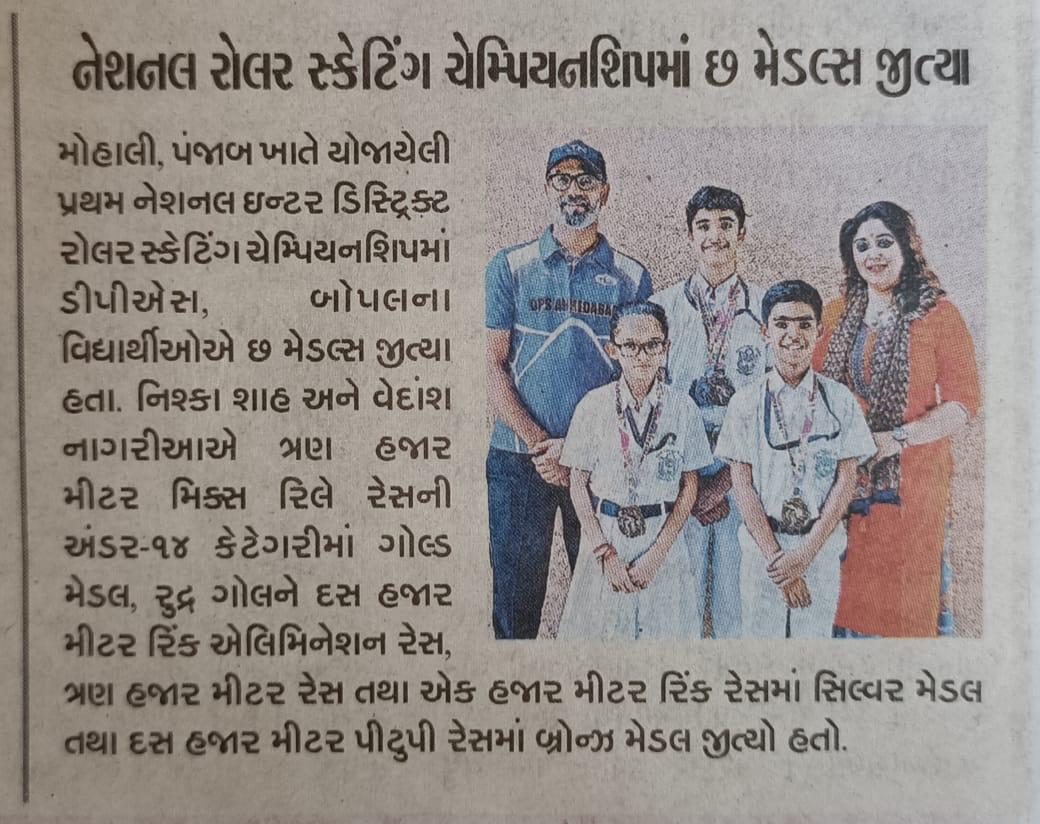 નેશનલ રોલર સ્કેટિંગ ચેમ્પિયનશિપમાં છ મેડલ્સ જીત્યા
મોહાલી, પંજાબ ખાતે યોજાયેલી
પ્રથમ નેશનલ ઇન્ટર ડિસ્ટ્રિક્ટ
રોલર સ્કેટિંગ ચેમ્પિયનશિપમાં
ડીપીએસ, બોપલના
વિદ્યાર્થીઓએ છ મેડલ્સ જીત્યા
હતા. નિશ્કા શાહ અને વેદાંશ
નાગરીઆએ ત્રણ હજાર
મીટર મિક્સ રિલે રેસની
અંડર-૧૪ કેટેગરીમાં ગોલ્ડ
મેડલ, રુદ્ર ગોલને દસ હજાર
મીટર રિંક એલિમિનેશન રેસ,
ત્રણ હજાર મીટર રેસ તથા એક હજાર મીટર રિંક રેસમાં સિલ્વર મેડલ
તથા દસ હજાર મીટર પીટુપી રેસમાં બ્રોન્ઝ મેડલ જીત્યો હતો.
DPS AHMEDABAD